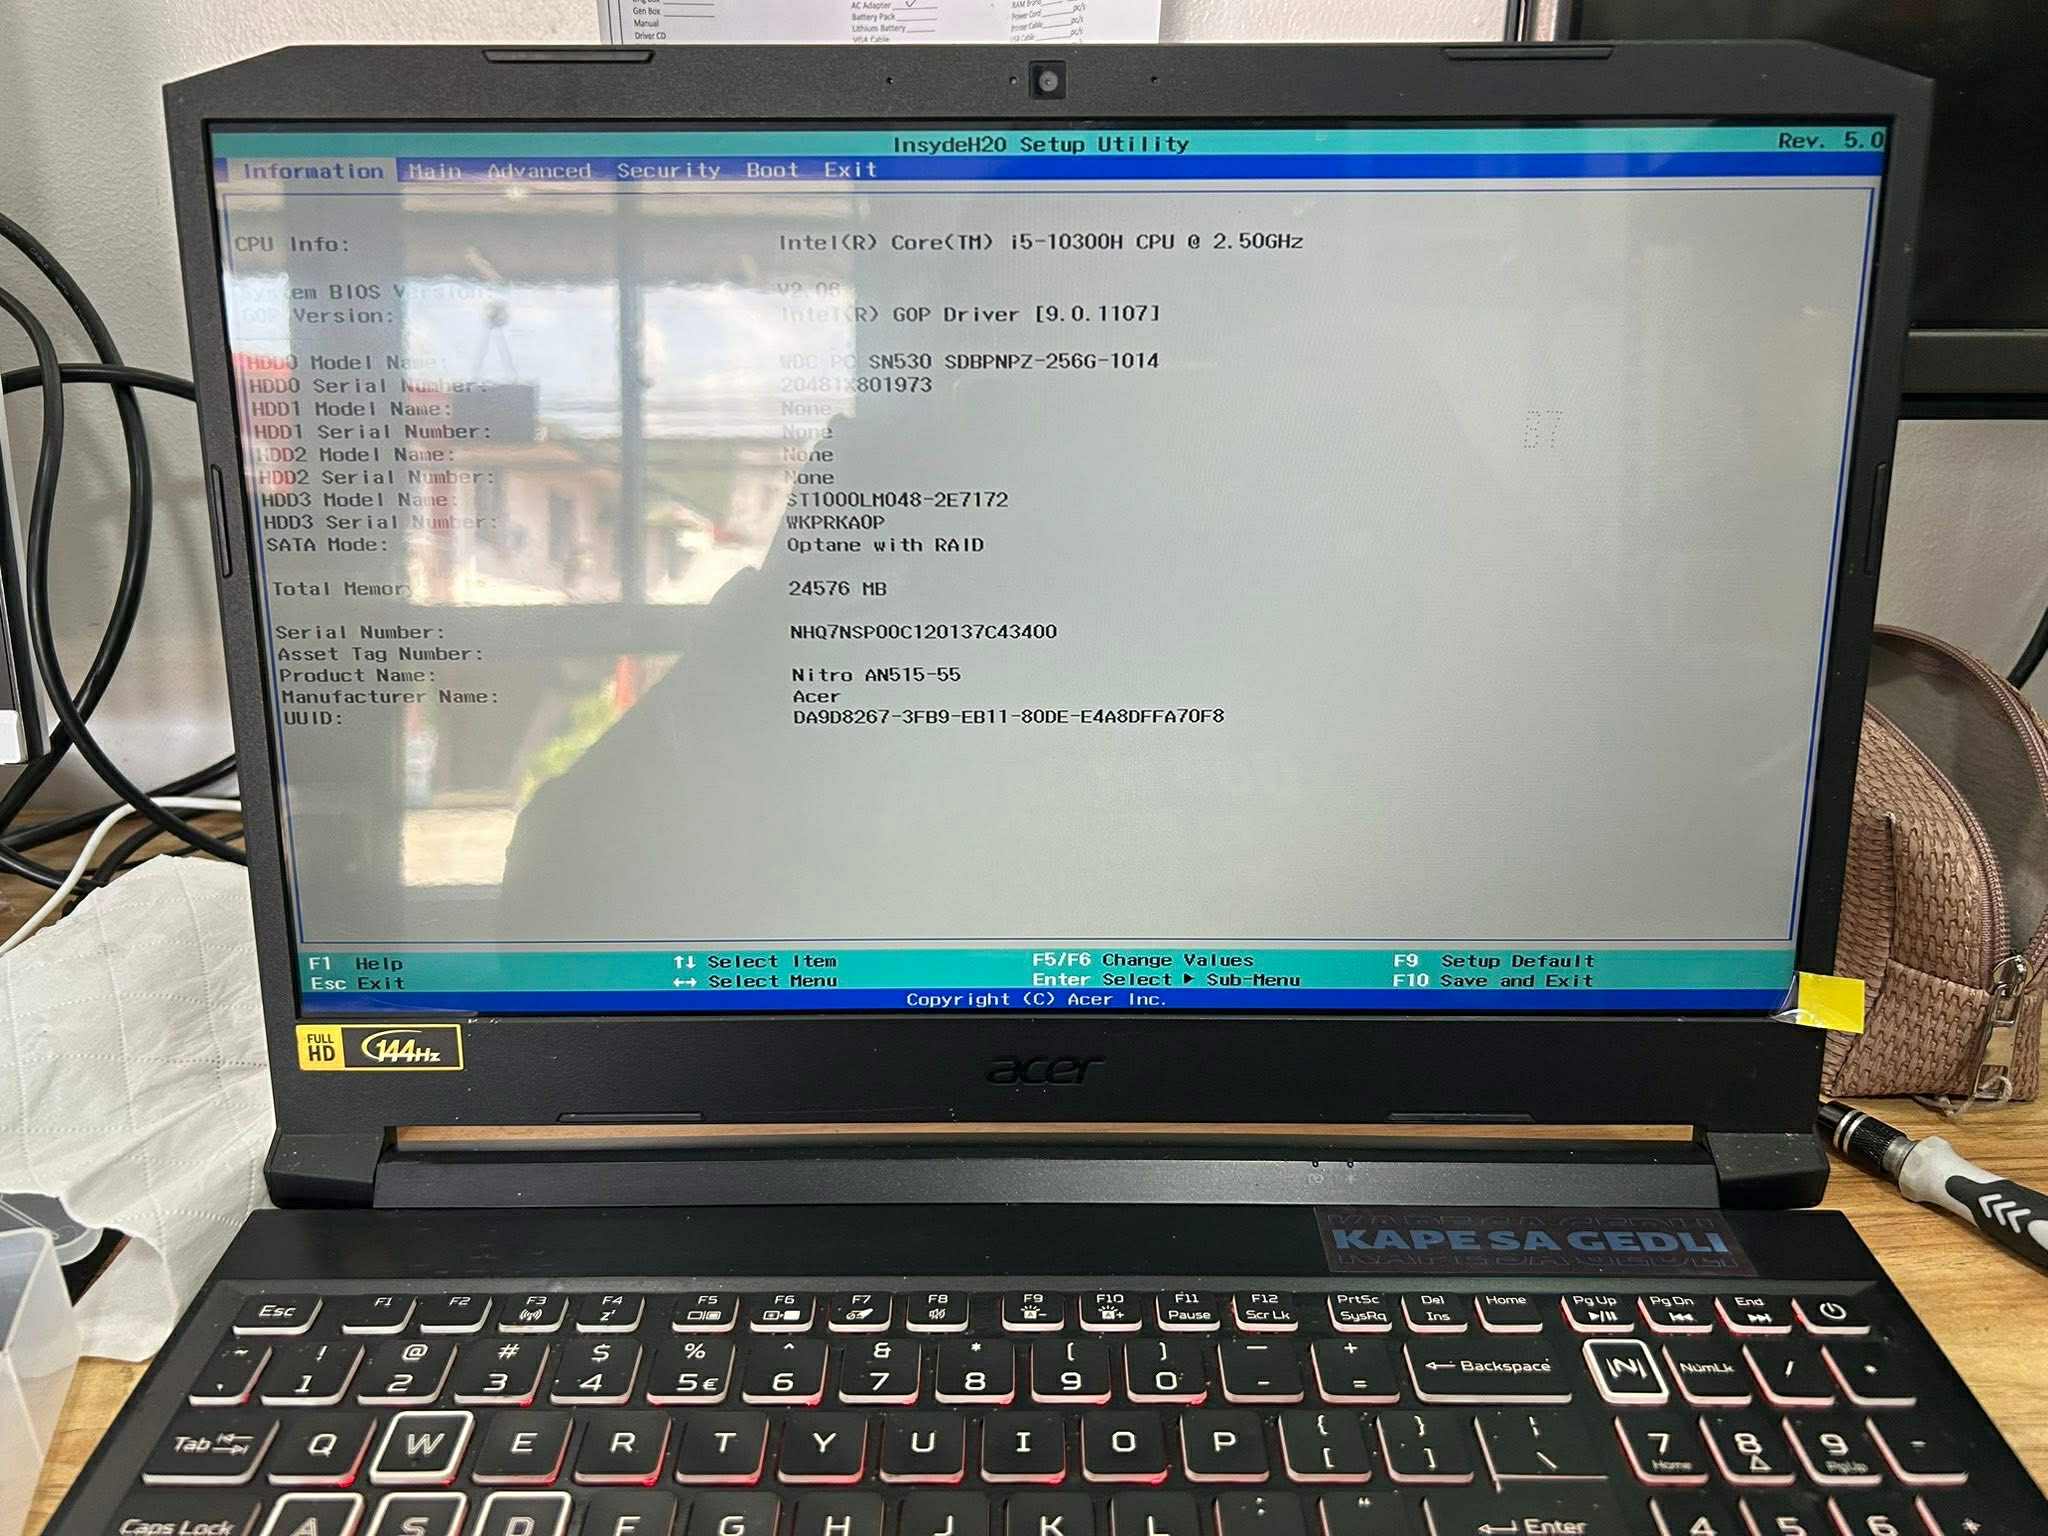 Gen Box
Manual
Driver CD
AC Adapter
Battery Pack
Lithium Battery
VGA Cable
RAM Brand
Power Cord pc/s
Printer Cable pc/s
USB Cable pc/s
InsydeH20 Setup Utility
Rev. 5.0
Information Main Advanced Security Boot Exit
CPU Info: Intel(R) Core(TM) i5-10300H CPU @ 2.50GHz
System BIOS Version: V2.06
GOP Version: Intel(R) GOP Driver [9.0.1107]
HDD0 Model Name: WDC PC SN530 SDBPNPZ-256G-1014
HDD0 Serial Number: 20481X801973
HDD1 Model Name: None
HDD1 Serial Number: None
HDD2 Model Name: None
HDD2 Serial Number: None
HDD3 Model Name: ST1000LM048-2E7172
HDD3 Serial Number: WKPRKA0P
SATA Mode: Optane with RAID
Total Memory 24576 MB
Serial Number: NHQ7NSP00C120137C43400
Asset Tag Number:
Product Name: Nitro AN515-55
Manufacturer Name: Acer
UUID: DA9D8267-3FB9-EB11-80DE-E4A8DFFA70F8
F1 Help ↑↓ Select Item F5/F6 Change Values F9 Setup Default
Esc Exit ←→ Select Menu Enter Select ▶ Sub-Menu F10 Save and Exit
Copyright (C) Acer Inc.
FULL HD 144Hz
acer
KAPE SA GEDLI
Esc F1 F2 F3 F4 F5 F6 F7 F8 F9 F10 F11 Pause F12 Scr Lk PrtSc SysRq Del Ins Home Pg Up Pg Dn End
~ ! 1 @ 2 # 3 $ 4 % 5 € ^ 6 & 7 * 8 ( 9 ) 0 — - + = ← Backspace N NumLk / *
Tab Q W E R T Y U I O P { [ } ] | \ 7 Home 8 9 PgUp -
Caps Lock A S D F G H J K L : " Enter 4 5 6 +